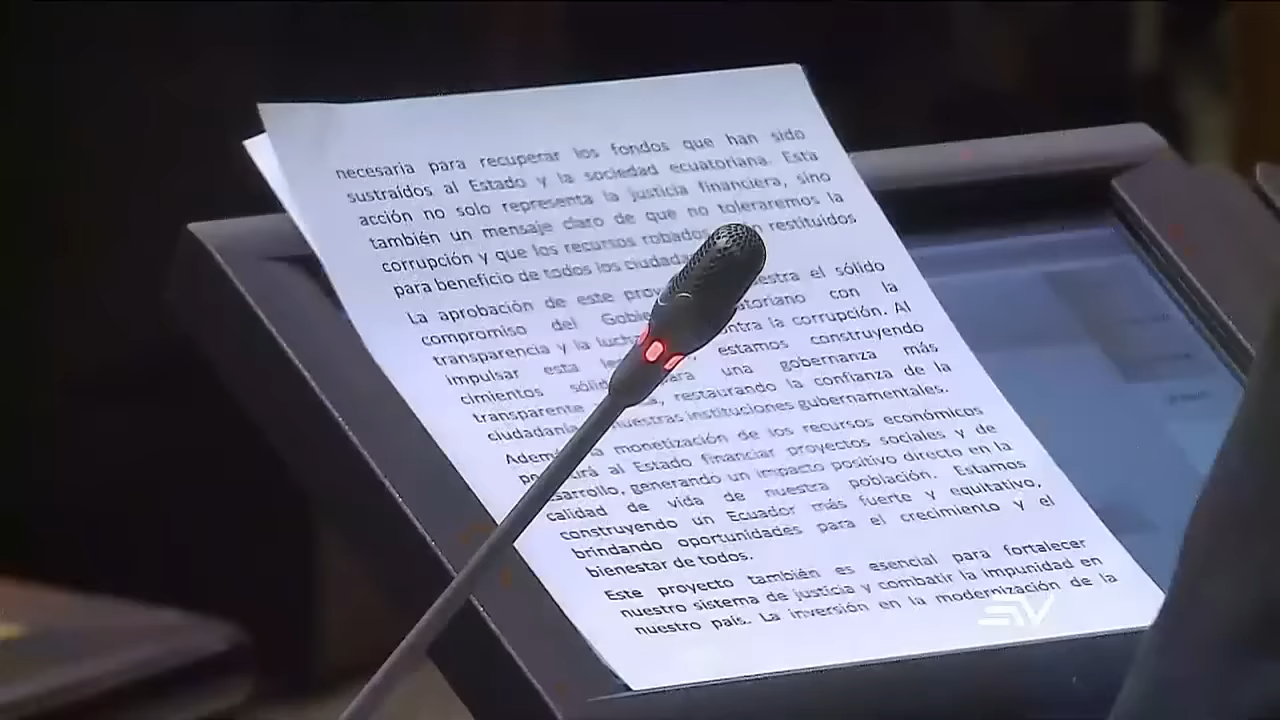 necesaria para recuperar los fondos que han sido
sustraídos al Estado y la sociedad ecuatoriana. Esta
acción no solo representa la justicia financiera, sino
también un mensaje claro de que no toleraremos la
corrupción y que los recursos robados restituidos
para beneficio de todos los
La aprobación de este el sólido
compromiso del con la
transparencia y la la corrupción. Al
impulsar esta estamos construyendo
cimientos para una gobernanza más
transparente restaurando la confianza de la
ciudadanía nuestras instituciones gubernamentales.
la monetización de los recursos económicos
al Estado financiar proyectos sociales y de
generando un impacto positivo directo en la
calidad de vida de nuestra población. Estamos
construyendo un Ecuador más fuerte y equitativo,
brindando oportunidades para el crecimiento y el
bienestar de todos.
Este proyecto también es esencial para fortalecer
nuestro sistema de justicia y combatir la impunidad en
nuestro país. La inversión en la modernización de la